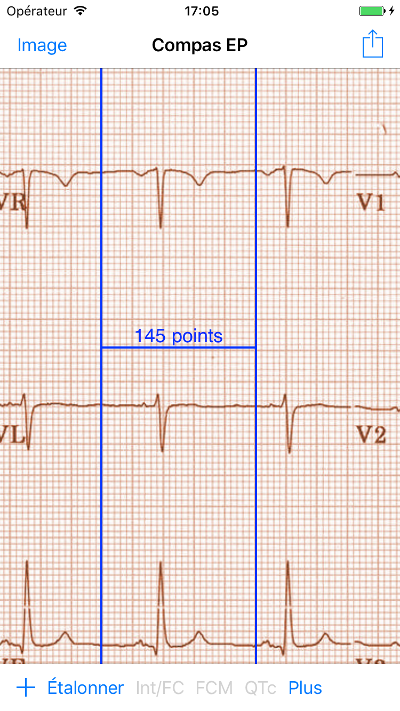 Opérateur 17:05
Image Compas EP
VR V1
145 points
VL V2
+ Étalonner Int/FC FCM QTc Plus